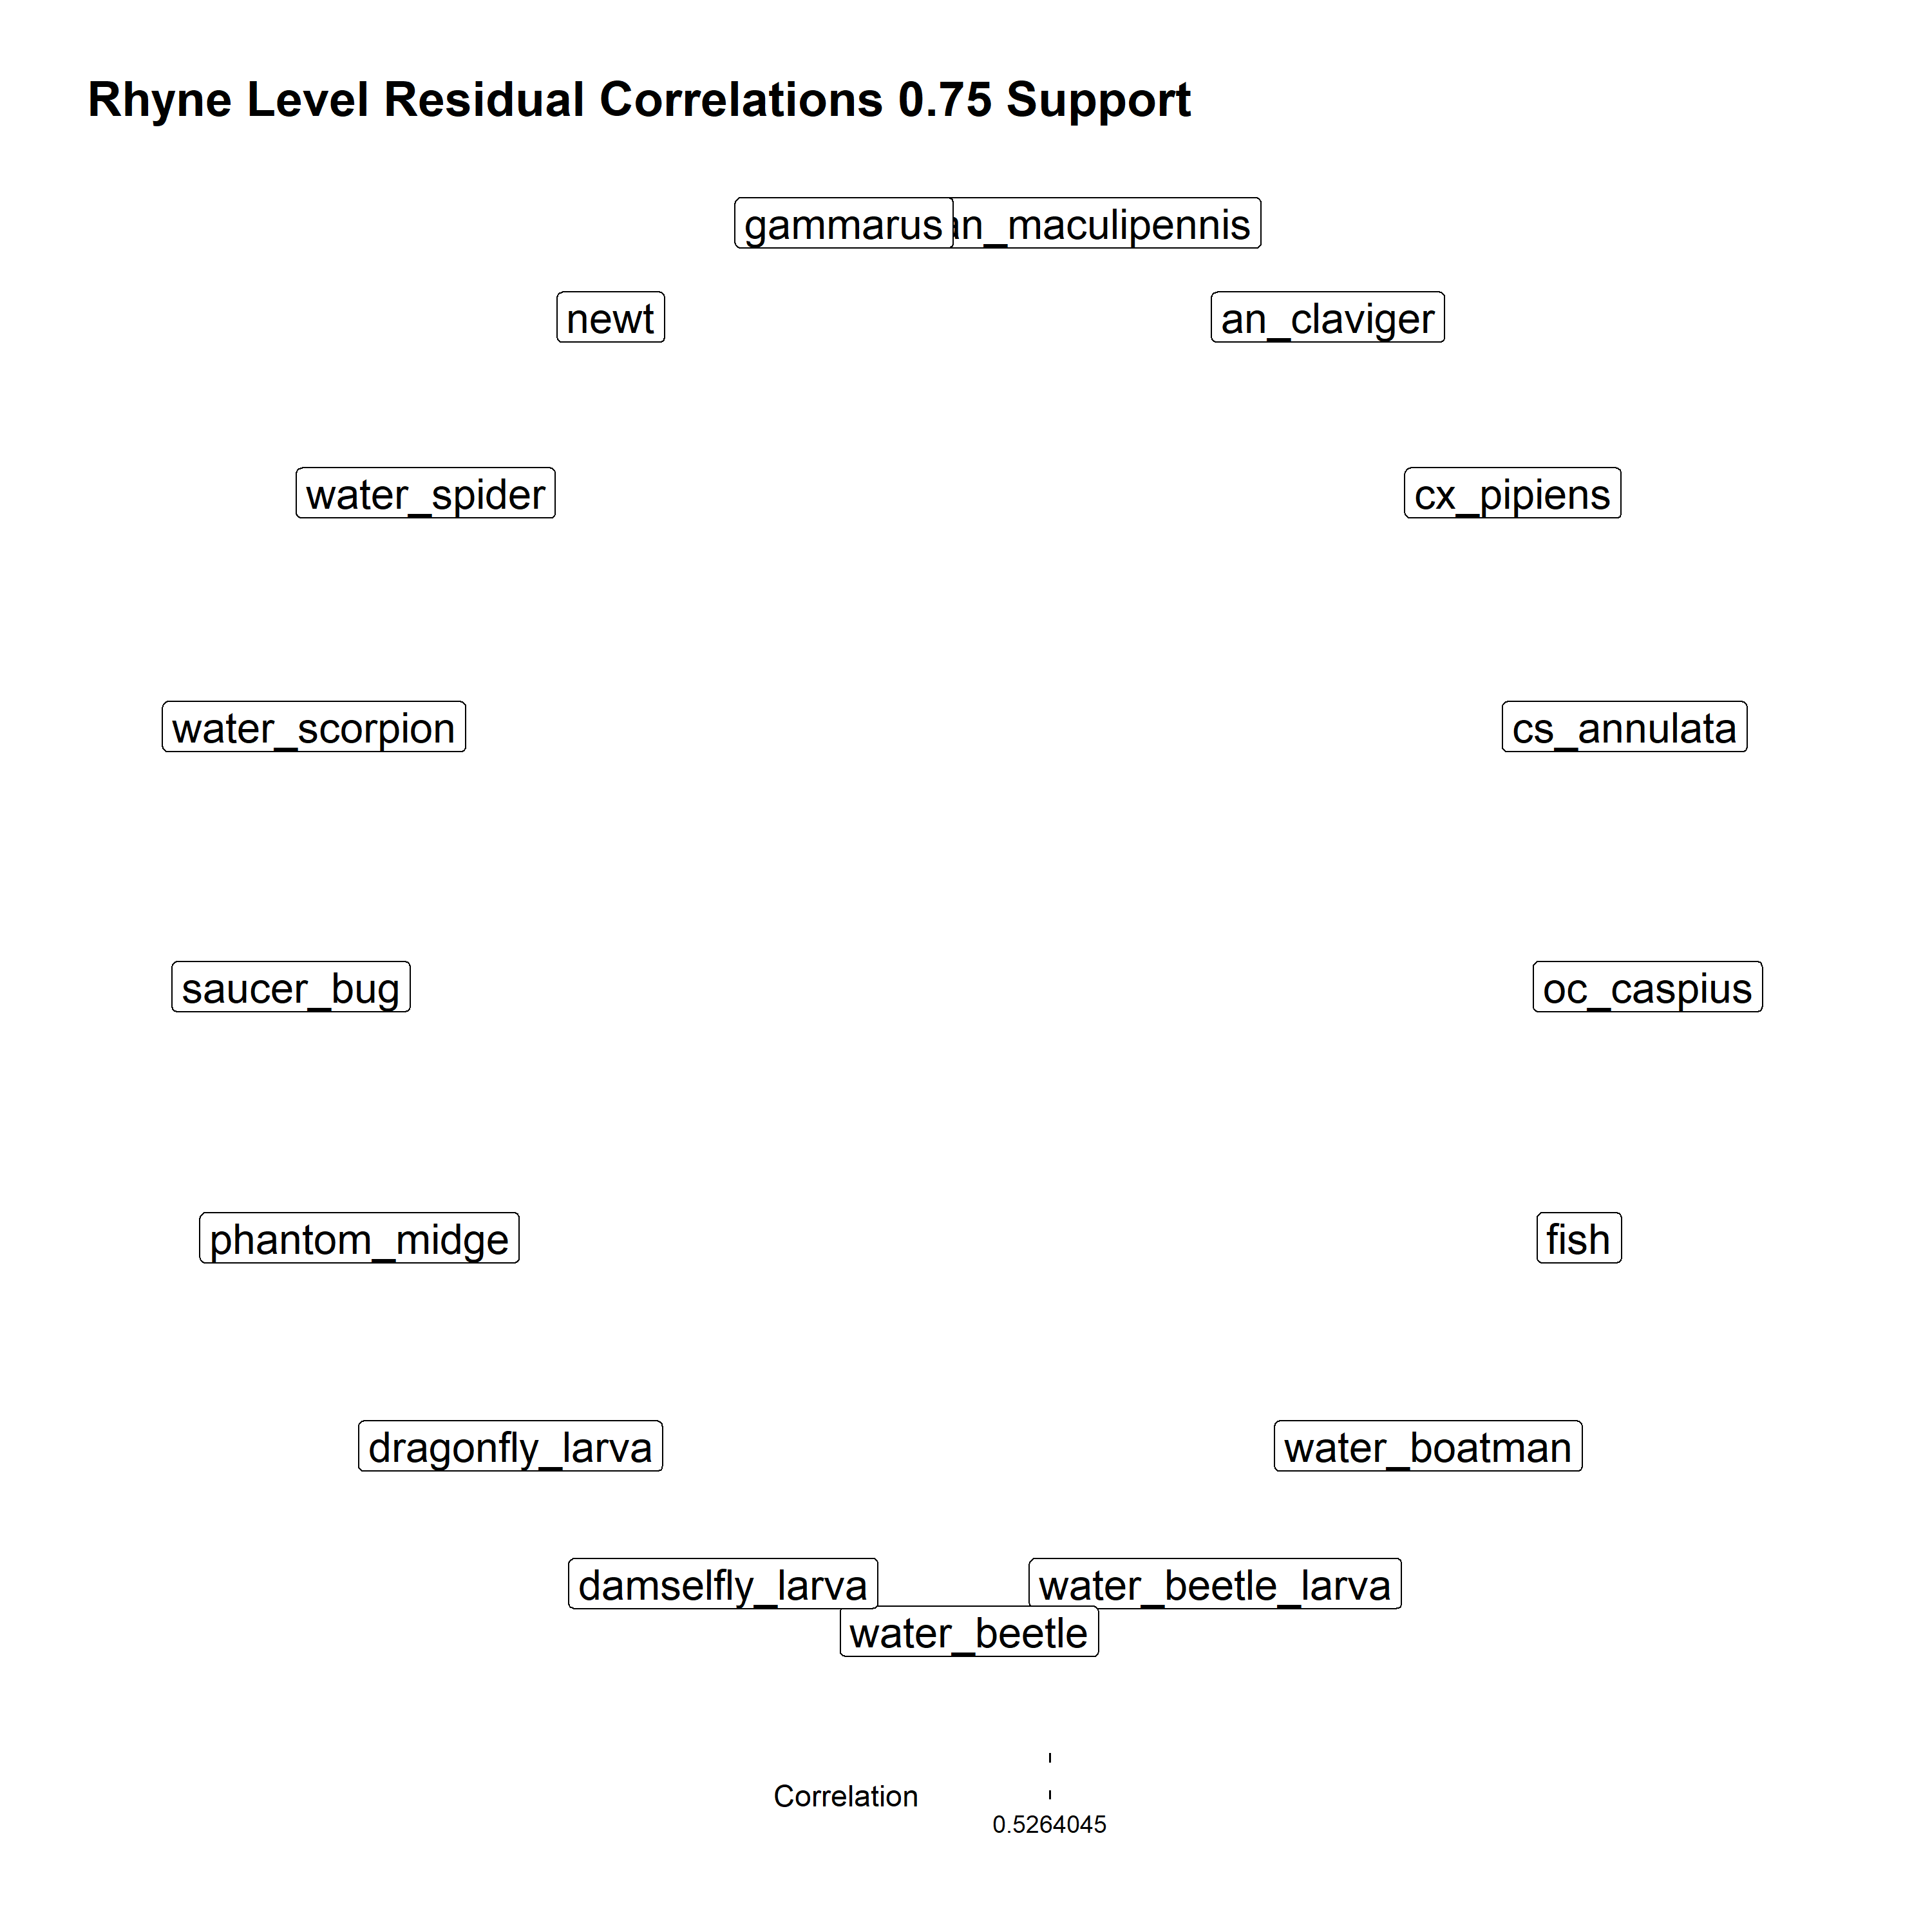 Rhyne Level Residual Correlations 0.75 Support
gammarus
an_maculipennis
newt
an_claviger
water_spider
cx_pipiens
water_scorpion
cs_annulata
saucer_bug
oc_caspius
phantom_midge
fish
dragonfly_larva
water_boatman
damselfly_larva
water_beetle_larva
water_beetle
Correlation
0.5264045